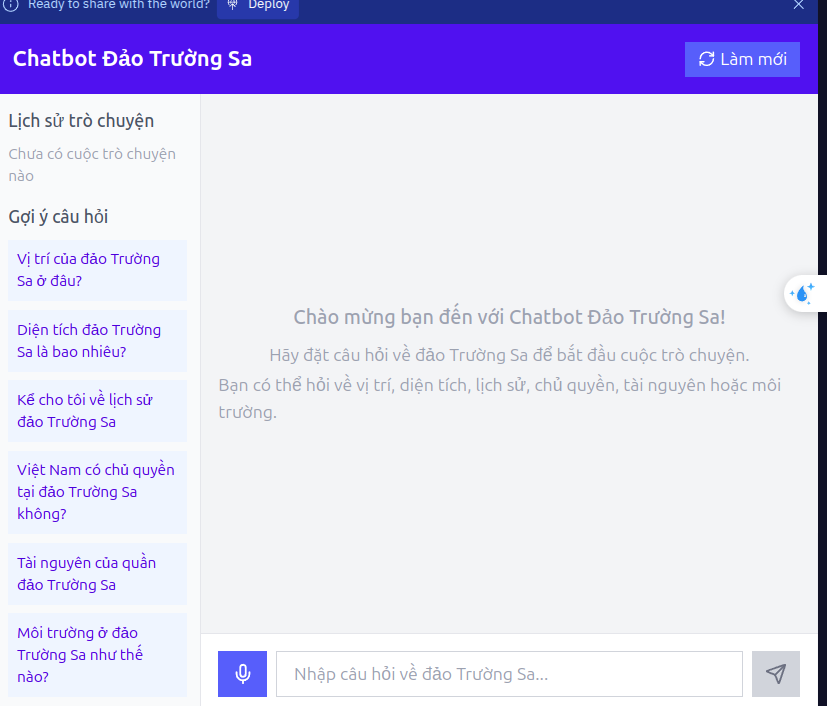 Ready to share with the world?
Deploy
Chatbot Đảo Trường Sa
Làm mới
Lịch sử trò chuyện
Chưa có cuộc trò chuyện
nào
Gợi ý câu hỏi
Vị trí của đảo Trường
Sa ở đâu?
Diện tích đảo Trường
Sa là bao nhiêu?
Kể cho tôi về lịch sử
đảo Trường Sa
Việt Nam có chủ quyền
tại đảo Trường Sa
không?
Tài nguyên của quần
đảo Trường Sa
Môi trường ở đảo
Trường Sa như thế
nào?
Chào mừng bạn đến với Chatbot Đảo Trường Sa!
Hãy đặt câu hỏi về đảo Trường Sa để bắt đầu cuộc trò chuyện.
Bạn có thể hỏi về vị trí, diện tích, lịch sử, chủ quyền, tài nguyên hoặc môi
trường.
Nhập câu hỏi về đảo Trường Sa...